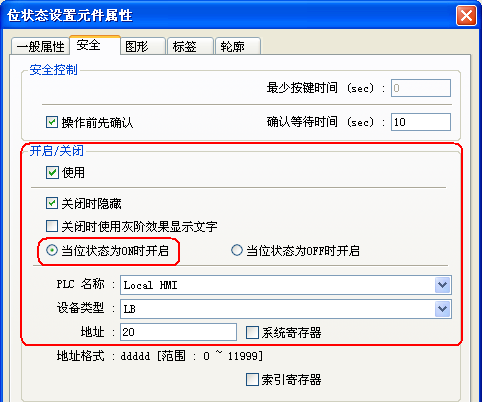 位状态设置元件属性
一般属性 安全 图形 标签 轮廓
安全控制
最少按键时间 (sec) : 0
操作前先确认 确认等待时间 (sec) : 10
开启/关闭
使用
关闭时隐藏
关闭时使用灰阶效果显示文字
当位状态为ON时开启 当位状态为OFF时开启
PLC 名称 : Local HMI
设备类型 : LB
地址 : 20 系统寄存器
地址格式 : ddddd [范围 : 0 ~ 11999]
索引寄存器